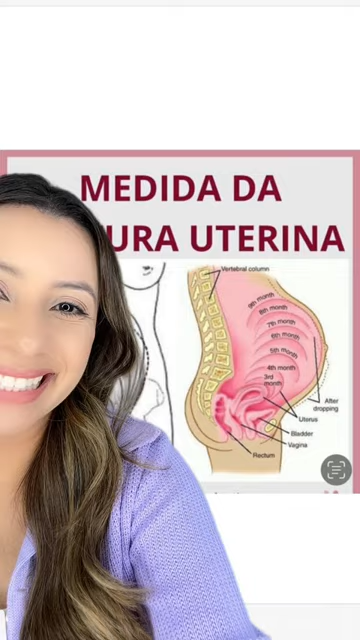 MEDIDA DA
URA UTERINA
Vertebral column
9th month
8th month
7th month
6th month
5th month
4th month
3rd
month
After
dropping
Uterus
Bladder
Vagina
Rectum